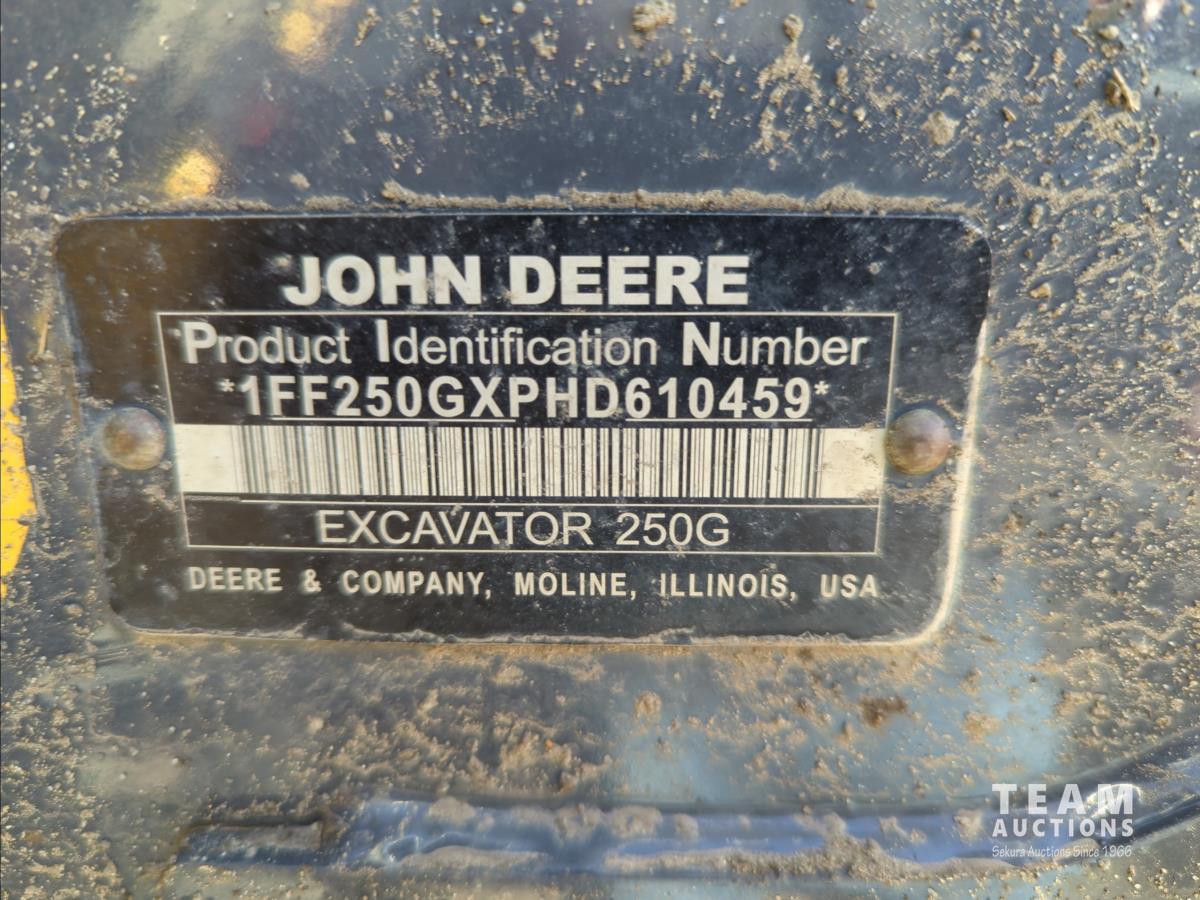 JOHN DEERE
Product Identification Number
*1FF250GXPHD610459*
EXCAVATOR 250G
DEERE & COMPANY, MOLINE, ILLINOIS, USA
TEAM
AUCTIONS
Sekura Auctions Since 1966